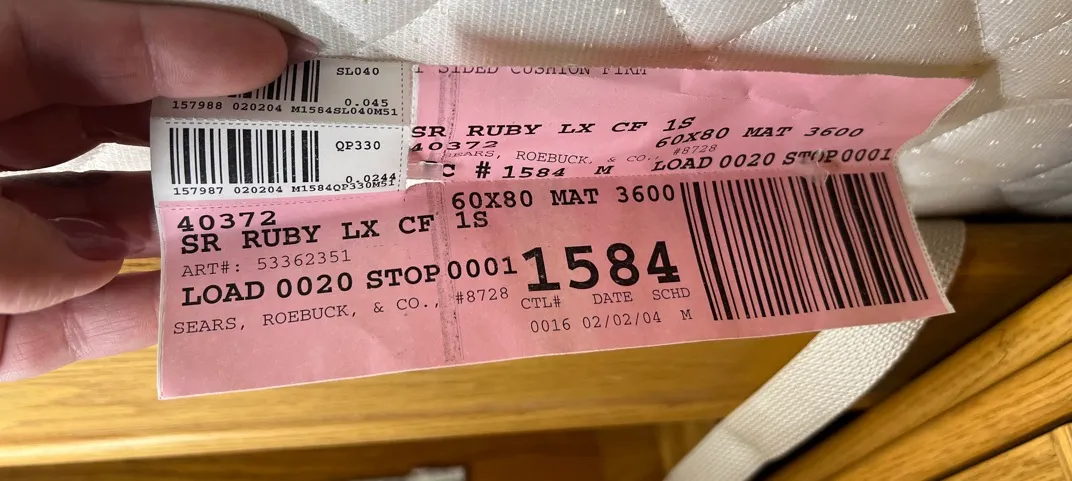 SL040
0.045
157988 020204 M1584SL040M51
QP330
0.0244
157987 020204 M1584QP330M51
1 SIDED CUSHION FIRM
SR RUBY LX CF 1S
40372
60X80 MAT 3600
SEARS, ROEBUCK, & CO., #8728
C # 1584 M
LOAD 0020 STOP 0001
40372
60X80 MAT 3600
SR RUBY LX CF 1S
ART#: 53362351
LOAD 0020 STOP 0001
1584
SEARS, ROEBUCK, & CO., #8728
CTL# DATE SCHD
0016 02/02/04 M